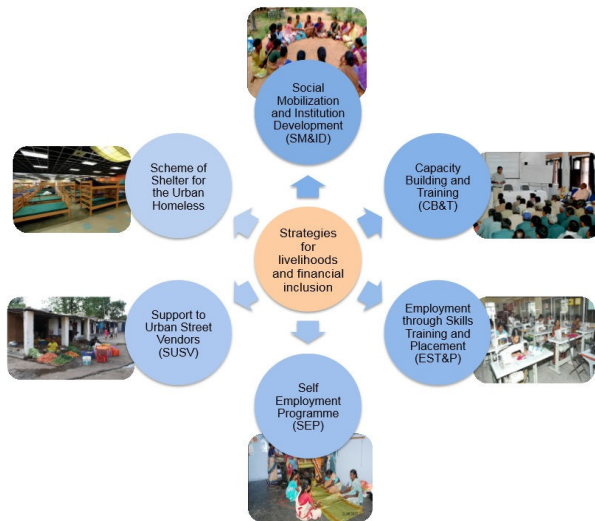 Social
Mobilization
and Institution
Development
(SM&ID)
Scheme of
Shelter for
the Urban
Homeless
Capacity
Building and
Training
(CB&T)
Strategies
for
livelihoods
and financial
inclusion
Support to
Urban Street
Vendors
(SUSV)
Employment
through Skills
Training and
Placement
(EST&P)
Self
Employment
Programme
(SEP)